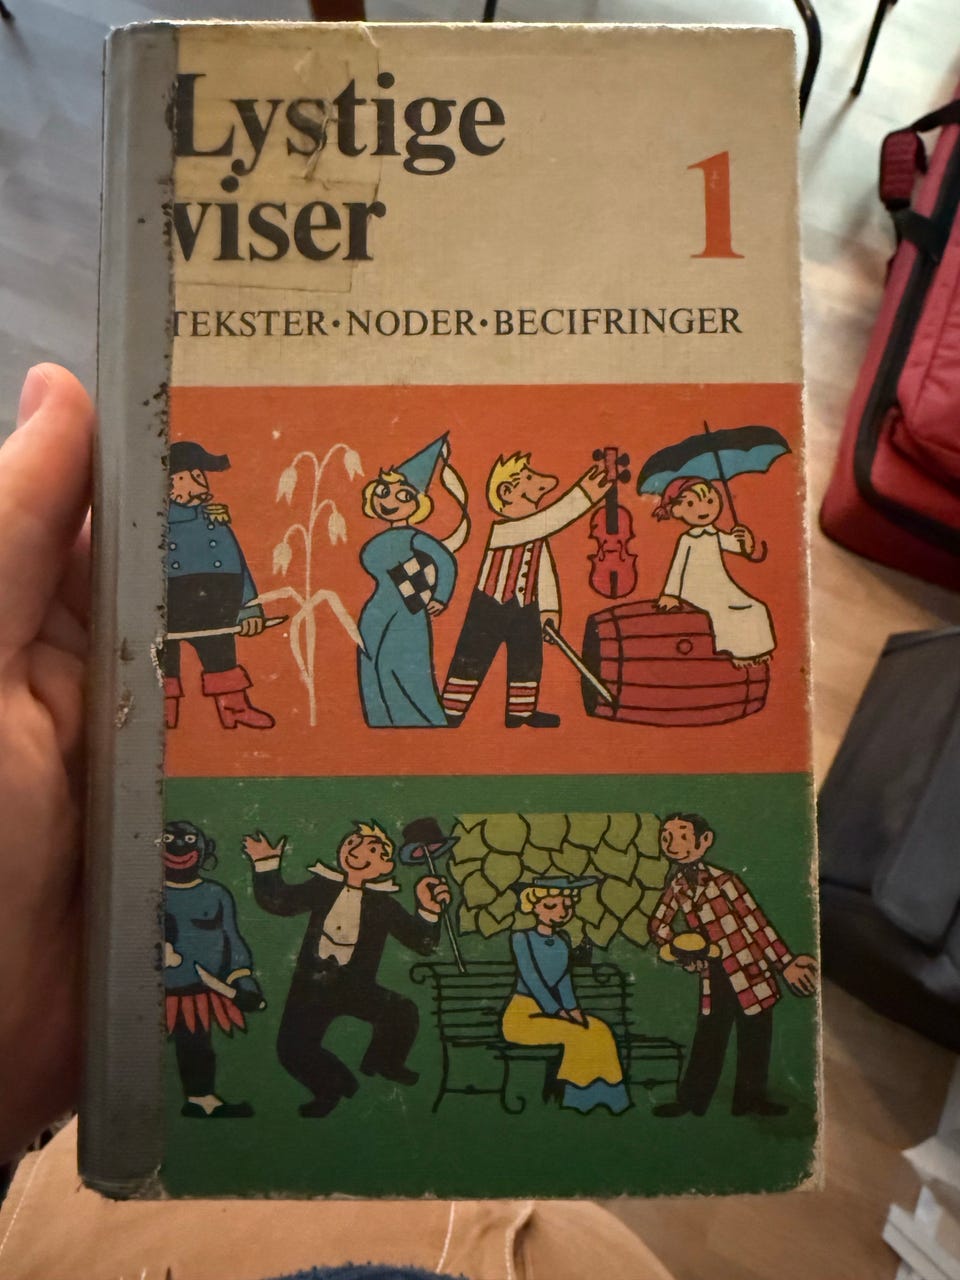 Lystige
viser
1
TEKSTER·NODER·BECIFRINGER